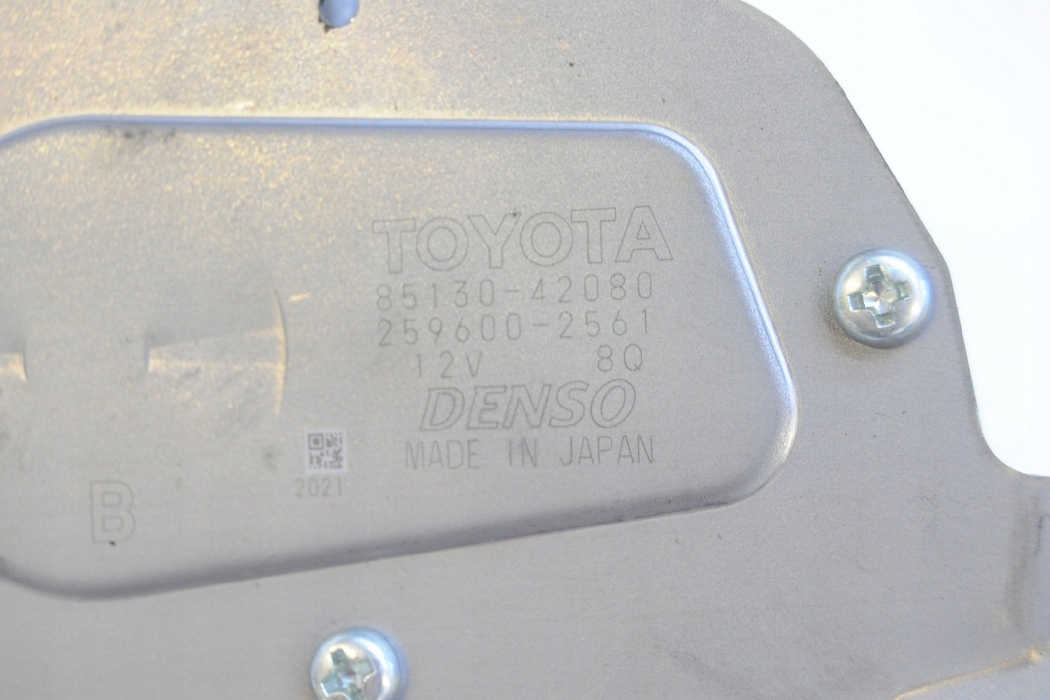 TOYOTA
85130-42080
259600-2561
12V 8Q
DENSO
MADE IN JAPAN
2021
B